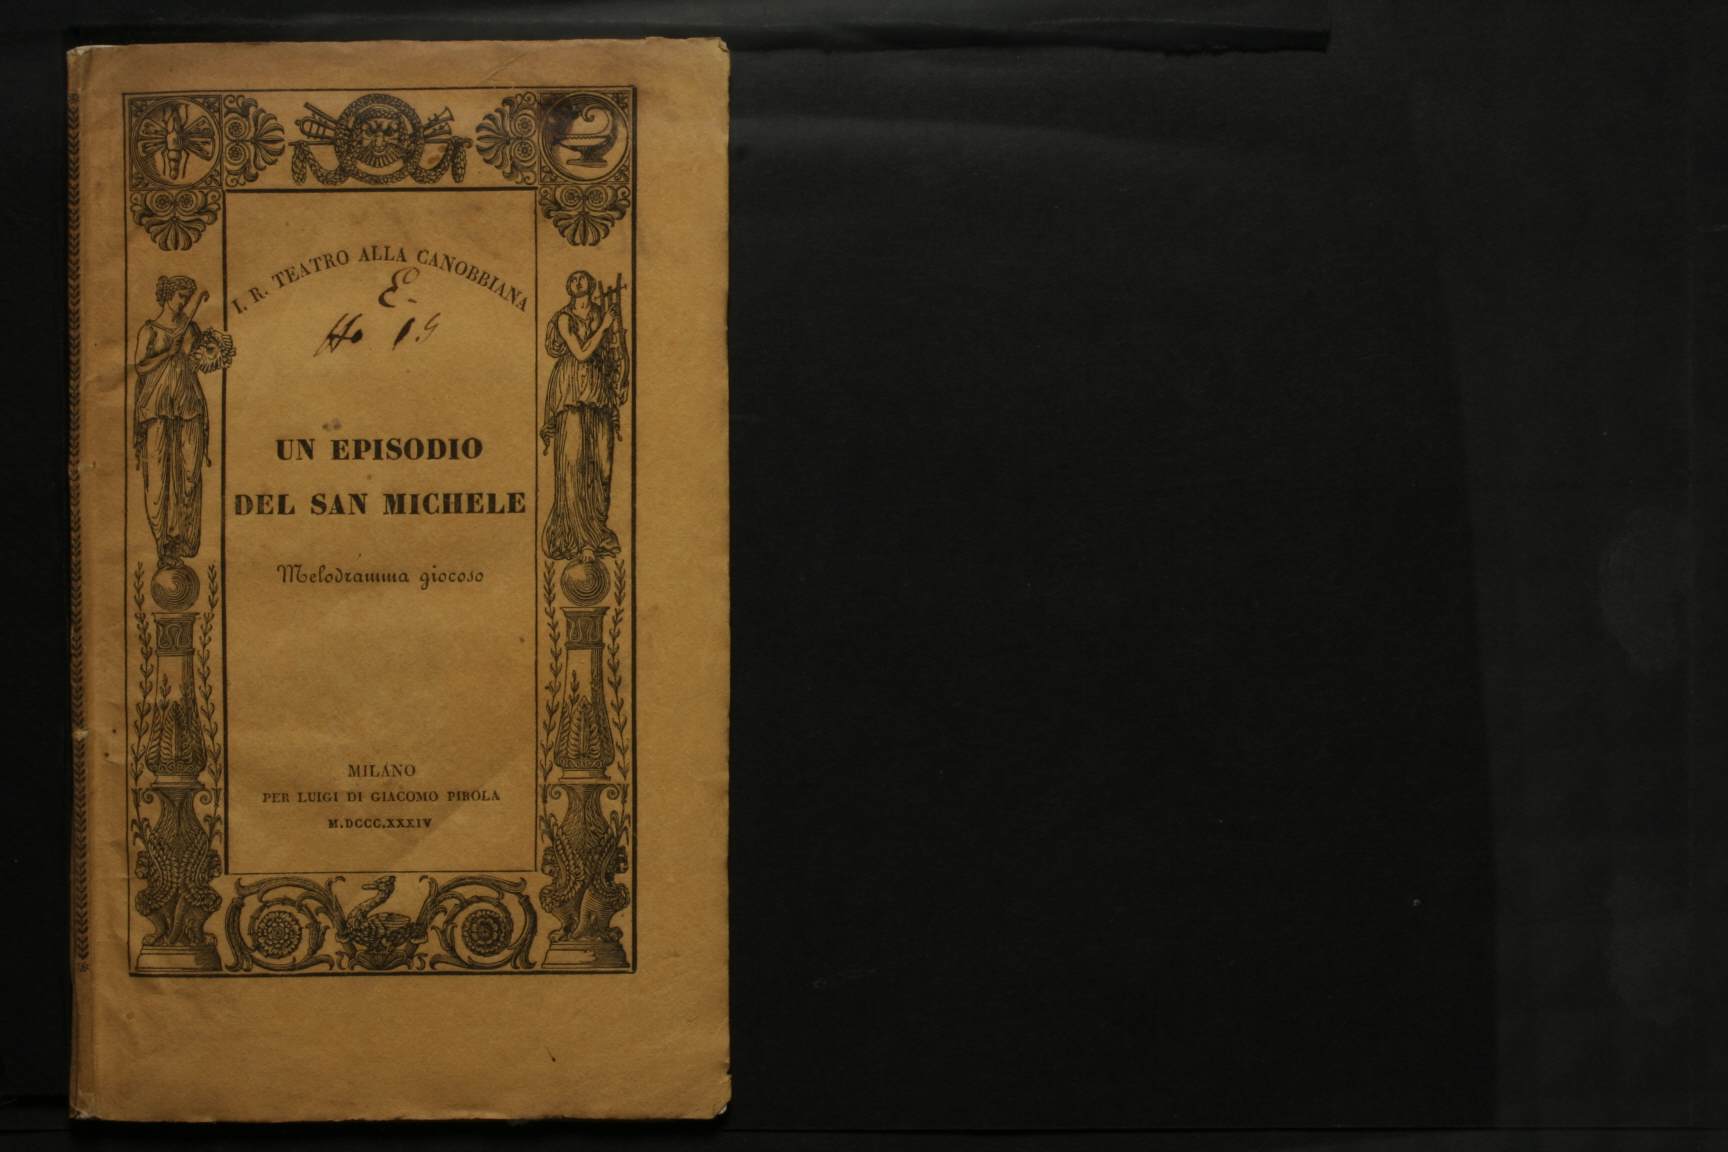 I. R. TEATRO ALLA CANOBBIANA
E.
UN EPISODIO
DEL SAN MICHELE
Melodramma giocoso
MILANO
PER LUIGI DI GIACOMO PIROLA
M.DCCC.XXXIV